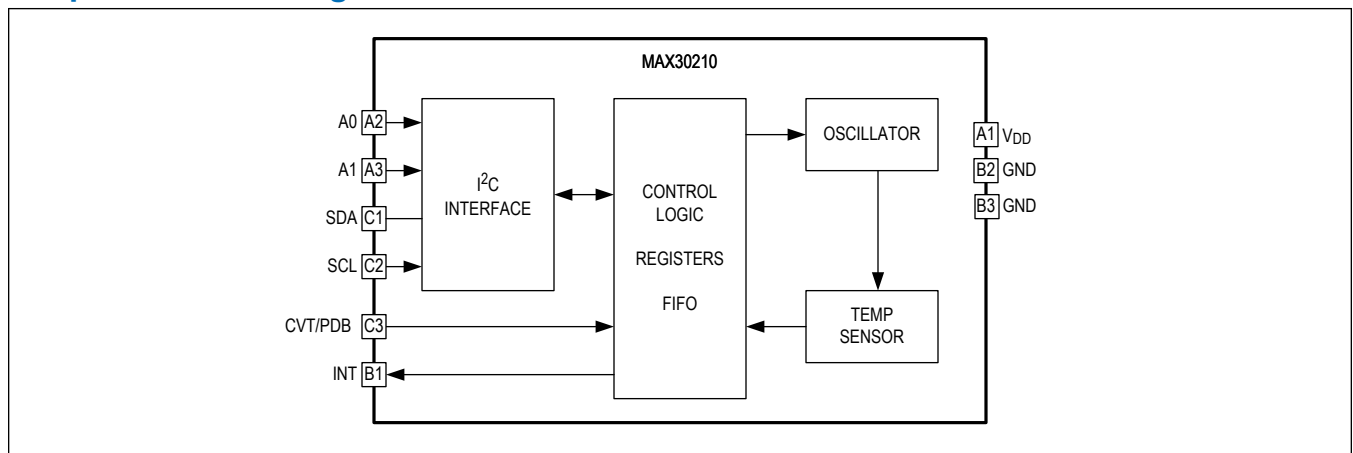 MAX30210
A0 A2
A1 A3
SDA C1
SCL C2
CVT/PDB C3
INT B1
I²C
INTERFACE
CONTROL
LOGIC
REGISTERS
FIFO
OSCILLATOR
TEMP
SENSOR
A1 VDD
B2 GND
B3 GND